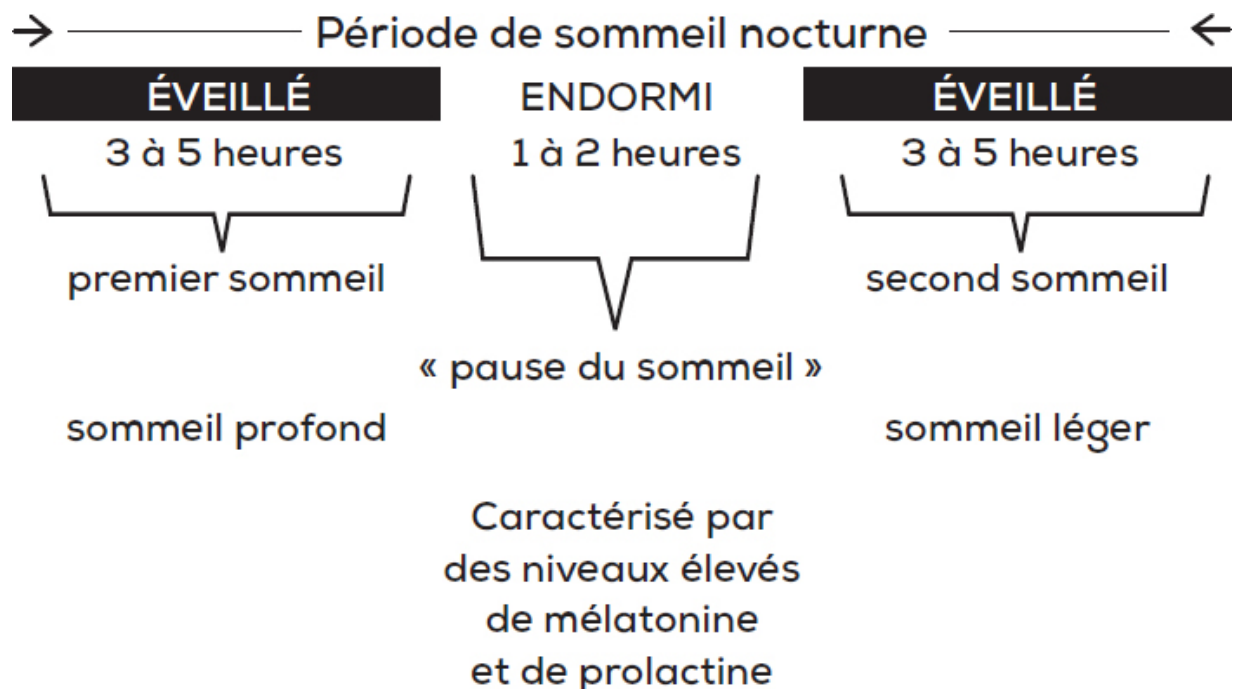 → Période de sommeil nocturne ←
ÉVEILLÉ ENDORMI ÉVEILLÉ
3 à 5 heures 1 à 2 heures 3 à 5 heures
premier sommeil second sommeil
« pause du sommeil »
sommeil profond sommeil léger
Caractérisé par
des niveaux élevés
de mélatonine
et de prolactine